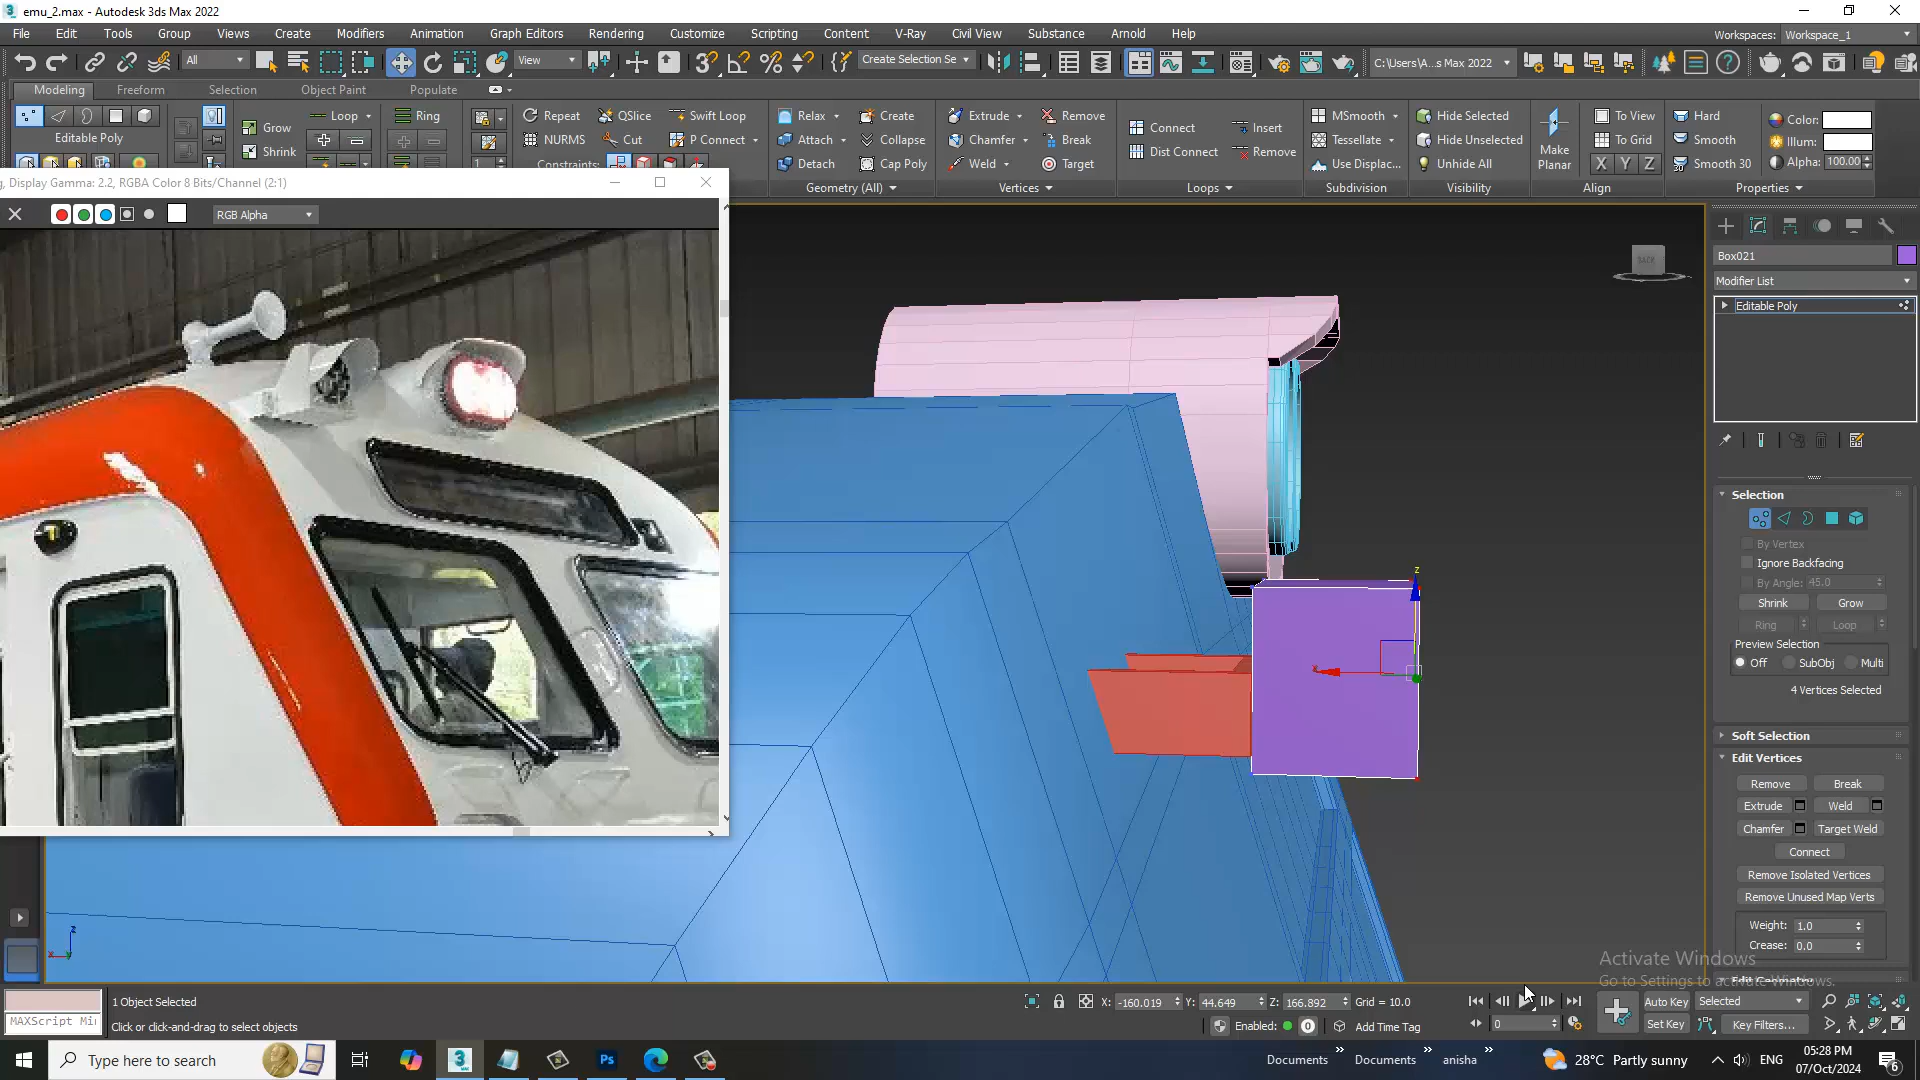 emu_2.max - Autodesk 3ds Max 2022
File Edit Tools Group Views Create Modifiers Animation Graph Editors Rendering Customize Scripting Content V-Ray Civil View Substance Arnold Help
Workspaces: Workspace_1
All View Create Selection Se C:\Users\A...s Max 2022
Modeling Freeform Selection Object Paint Populate
Loop Ring Repeat QSlice Swift Loop Relax Create Extrude Remove MSmooth Hide Selected To View Hard Color:
Editable Poly Grow NURMS Cut P Connect Attach Collapse Chamfer Break Connect Insert Tessellate Hide Unselected Make Planar To Grid Smooth Illum:
Shrink Constraints: Detach Cap Poly Weld Target Dist Connect Remove Use Displac... Unhide All X Y Z Smooth 30 Alpha: 100.00
Geometry (All) Vertices Loops Subdivision Visibility Align Properties
, Display Gamma: 2.2, RGBA Color 8 Bits/Channel (2:1)
RGB Alpha
BACK
Box021
Modifier List
Editable Poly
Selection
By Vertex
Ignore Backfacing
By Angle: 45.0
Shrink Grow
Ring Loop
Preview Selection
Off SubObj Multi
4 Vertices Selected
Soft Selection
Edit Vertices
Remove Break
Extrude Weld
Chamfer Target Weld
Connect
Remove Isolated Vertices
Remove Unused Map Verts
Weight: 1.0
Crease: 0.0
z
x
z
x y
Activate Windows
Go to Settings to activate Windows.
1 Object Selected
X: -160.019 Y: 44.649 Z: 166.892 Grid = 10.0
Auto Key Selected
MAXScript Mi
Click or click-and-drag to select objects
Enabled: 0 Add Time Tag
0
Set Key Key Filters...
Type here to search
Ps
Documents » Documents » anisha »
28°C Partly sunny
ENG
05:28 PM
07/Oct/2024
6